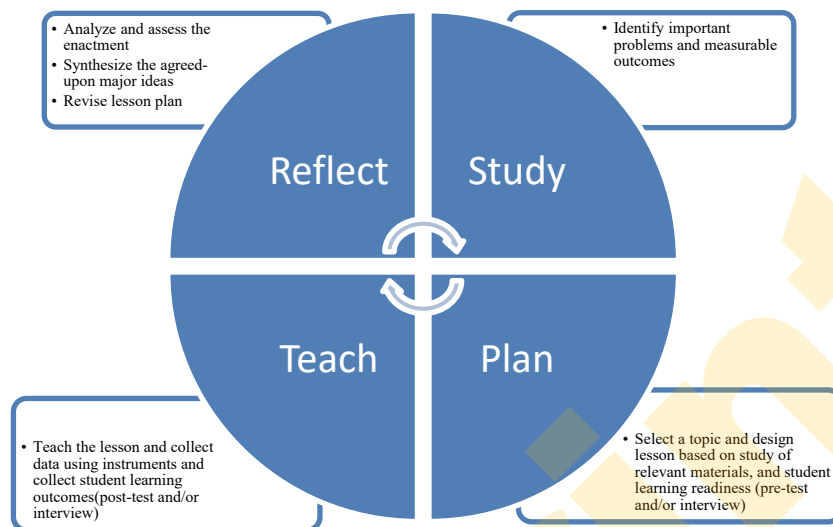 • Analyze and assess the
enactment
• Synthesize the agreed-
upon major ideas
• Revise lesson plan
• Identify important
problems and measurable
outcomes
Reflect
Study
Teach
Plan
• Teach the lesson and collect
data using instruments and
collect student learning
outcomes(post-test and/or
interview)
• Select a topic and design
lesson based on study of
relevant materials, and student
learning readiness (pre-test
and/or interview)